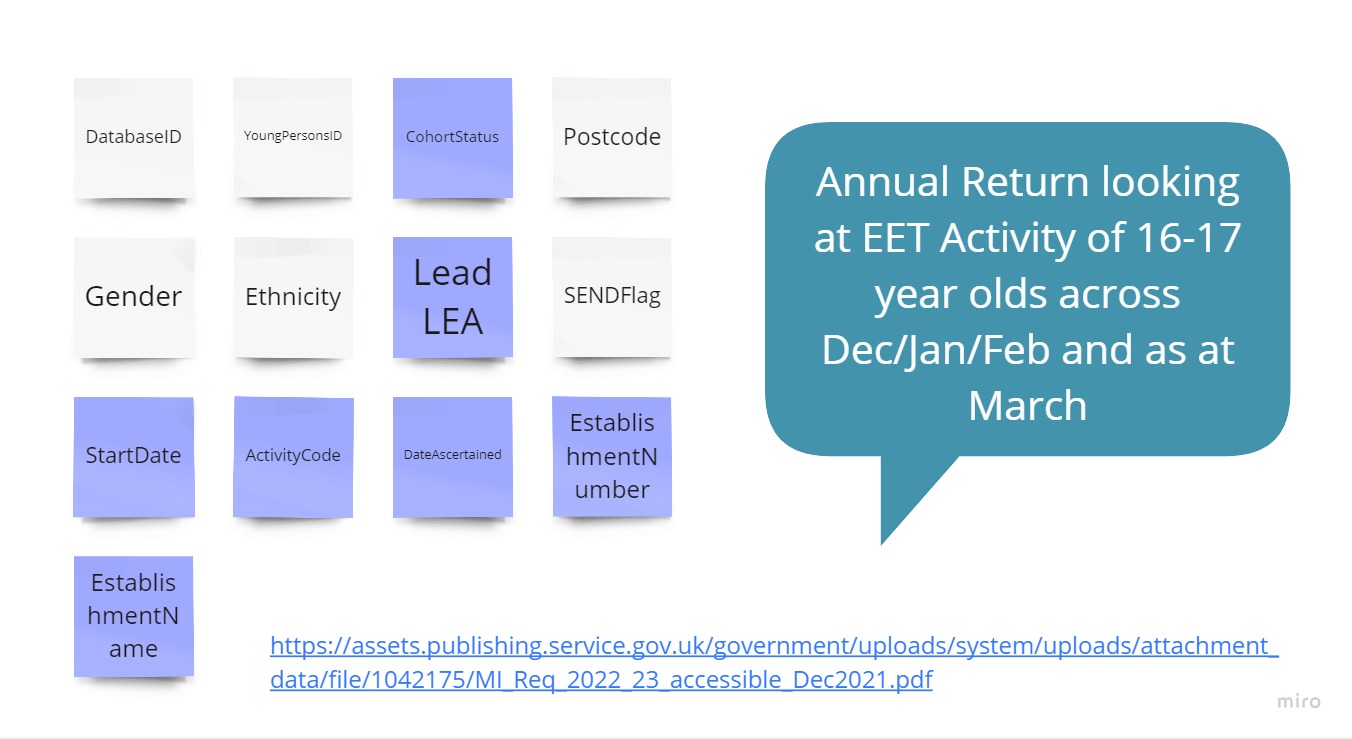 DatabaseID
YoungPersonsID
CohortStatus
Postcode
Gender
Ethnicity
Lead
LEA
SENDFlag
StartDate
ActivityCode
DateAscertained
Establis
hmentN
umber
Establis
hmentN
ame
Annual Return looking
at EET Activity of 16-17
year olds across
Dec/Jan/Feb and as at
March
https://assets.publishing.service.gov.uk/government/uploads/system/uploads/attachment_
data/file/1042175/MI_Req_2022_23_accessible_Dec2021.pdf
miro